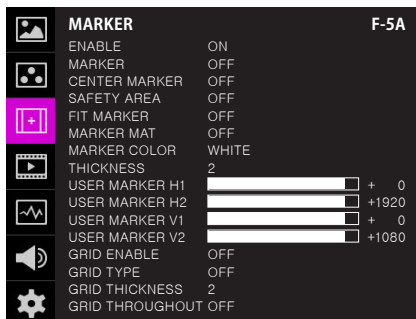 MARKER F-5A
ENABLE ON
MARKER OFF
CENTER MARKER OFF
SAFETY AREA OFF
FIT MARKER OFF
MARKER MAT OFF
MARKER COLOR WHITE
THICKNESS 2
USER MARKER H1 + 0
USER MARKER H2 +1920
USER MARKER V1 + 0
USER MARKER V2 +1080
GRID ENABLE OFF
GRID TYPE OFF
GRID THICKNESS 2
GRID THROUGHOUT OFF